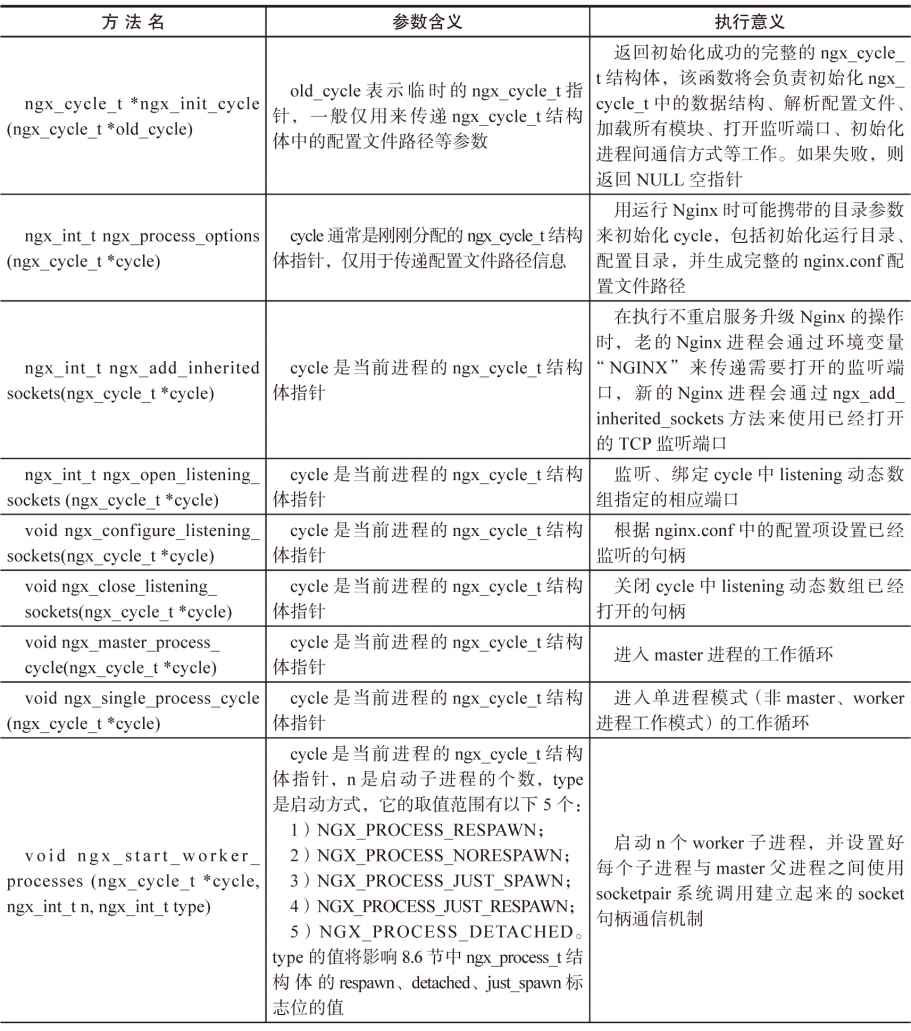 方 法 名
参数含义
执行意义
ngx_cycle_t *ngx_init_cycle
(ngx_cycle_t *old_cycle)
old_cycle 表示临时的 ngx_cycle_t 指
针，一般仅用来传递 ngx_cycle_t 结构
体中的配置文件路径等参数
返回初始化成功的完整的 ngx_cycle_
t 结构体，该函数将会负责初始化 ngx_
cycle_t 中的数据结构、解析配置文件、
加载所有模块、打开监听端口、初始化
进程间通信方式等工作。如果失败，则
返回 NULL 空指针
ngx_int_t ngx_process_options
(ngx_cycle_t *cycle)
cycle 通常是刚刚分配的 ngx_cycle_t 结构
体指针，仅用于传递配置文件路径信息
用运行 Nginx 时可能携带的目录参数
来初始化 cycle，包括初始化运行目录、
配置目录，并生成完整的 nginx.conf 配
置文件路径
ngx_int_t ngx_add_inherited
sockets(ngx_cycle_t *cycle)
cycle 是当前进程的 ngx_cycle_t 结构
体指针
在执行不重启服务升级 Nginx 的操作
时，老的 Nginx 进程会通过环境变量
“NGINX”来传递需要打开的监听端
口，新的 Nginx 进程会通过 ngx_add_
inherited_sockets 方法来使用已经打开
的 TCP 监听端口
ngx_int_t ngx_open_listening_
sockets (ngx_cycle_t *cycle)
cycle 是当前进程的 ngx_cycle_t 结构
体指针
监听、绑定 cycle 中 listening 动态数
组指定的相应端口
void ngx_configure_listening_
sockets(ngx_cycle_t *cycle)
cycle 是当前进程的 ngx_cycle_t 结构
体指针
根据 nginx.conf 中的配置项设置已经
监听的句柄
void ngx_close_listening_
sockets(ngx_cycle_t *cycle)
cycle 是当前进程的 ngx_cycle_t 结构
体指针
关闭 cycle 中 listening 动态数组已经
打开的句柄
void ngx_master_process_
cycle(ngx_cycle_t *cycle)
cycle 是当前进程的 ngx_cycle_t 结构
体指针
进入 master 进程的工作循环
void ngx_single_process_cycle
(ngx_cycle_t *cycle)
cycle 是当前进程的 ngx_cycle_t 结构
体指针
进入单进程模式（非 master、worker
进程工作模式）的工作循环
void ngx_start_worker_
processes (ngx_cycle_t *cycle,
ngx_int_t n, ngx_int_t type)
cycle 是当前进程的 ngx_cycle_t 结构
体指针，n 是启动子进程的个数，type
是启动方式，它的取值范围有以下 5 个：
1）NGX_PROCESS_RESPAWN；
2）NGX_PROCESS_NORESPAWN；
3）NGX_PROCESS_JUST_SPAWN；
4）NGX_PROCESS_JUST_RESPAWN；
5）NGX_PROCESS_DETACHED。
type 的值将影响 8.6 节中 ngx_process_t 结
构体的 respawn、detached、just_spawn 标
志位的值
启动 n 个 worker 子进程，并设置好
每个子进程与 master 父进程之间使用
socketpair 系统调用建立起来的 socket
句柄通信机制